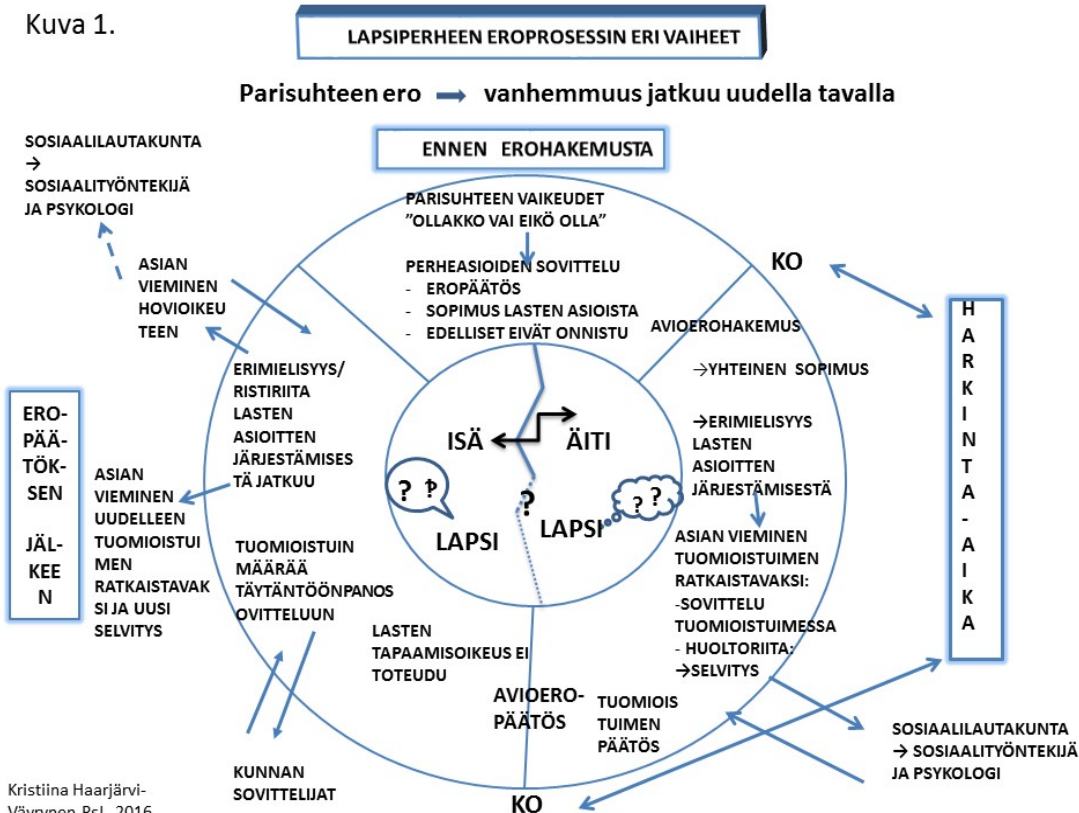 Kuva 1.
LAPSIPERHEEN EROPROSESSIN ERI VAIHEET
Parisuhteen ero → vanhemmuus jatkuu uudella tavalla
ENNEN EROHAKEMUSTA
SOSIAALILAUTAKUNTA
→
SOSIAALITYÖNTEKIJÄ
JA PSYKOLOGI
PARISUHTEEN VAIKEUDET
”OLLAKKO VAI EIKÖ OLLA”
PERHEASIOIDEN SOVITTELU
- EROPÄÄTÖS
- SOPIMUS LASTEN ASIOISTA
- EDELLISET EIVÄT ONNISTU
KO
AVIOEROHAKEMUS
→YHTEINEN SOPIMUS
→ERIMIELISYYS
LASTEN
ASIOITTEN
JÄRJESTÄMISESTÄ
ASIAN VIEMINEN
TUOMIOISTUIMEN
RATKAISTAVAKSI:
-SOVITTELU
TUOMIOISTUIMESSA
- HUOLTORIITA:
→SELVITYS
H
A
R
K
I
N
T
A
-
A
I
K
A
SOSIAALILAUTAKUNTA
→ SOSIAALITYÖNTEKIJÄ
JA PSYKOLOGI
TUOMIOIS
TUIMEN
PÄÄTÖS
AVIOERO-
PÄÄTÖS
KO
ISÄ
ÄITI
? ?
?
? ?
LAPSI
LAPSI
ASIAN
VIEMINEN
HOVIOIKEU
TEEN
ERIMIELISYYS/
RISTIRIITA
LASTEN
ASIOITTEN
JÄRJESTÄMISES
TÄ JATKUU
ERO-
PÄÄ-
TÖK-
SEN
JÄL-
KEE
N
ASIAN
VIEMINEN
UUDELLEEN
TUOMIOISTUI
MEN
RATKAISTAVAK
SI JA UUSI
SELVITYS
TUOMIOISTUIN
MÄÄRÄÄ
TÄYTÄNTÖÖNPANOS
OVITTELUUN
LASTEN
TAPAAMISOIKEUS EI
TOTEUDU
KUNNAN
SOVITTELIJAT
Kristiina Haarjärvi-
Väyrynen PsL 2016